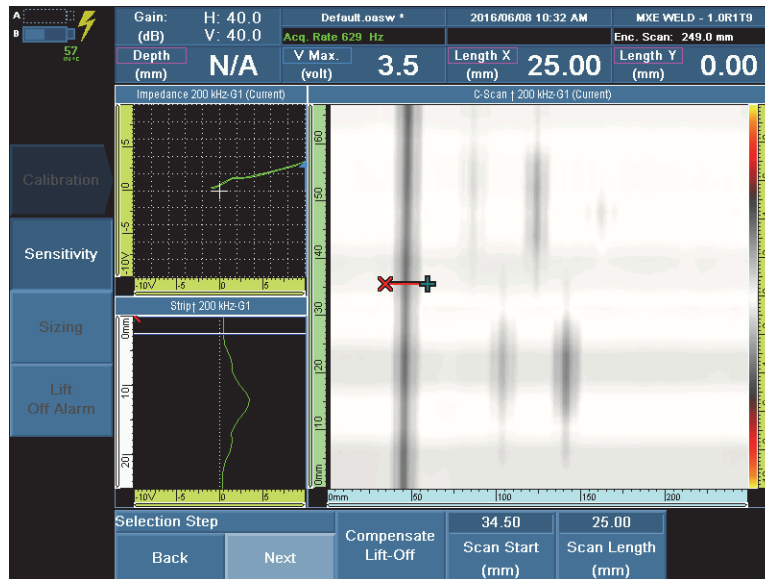 A
B
57
IN °C
Gain: H: 40.0 Default.oasw * 2016/06/08 10:32 AM MXE WELD - 1.0R1T9
(dB) V: 40.0 Acq. Rate 629 Hz Enc. Scan: 249.0 mm
Depth (mm) N/A V Max. (volt) 3.5 Length X (mm) 25.00 Length Y (mm) 0.00
Impedance 200 kHz-G1 (Current) C-Scan † 200 kHz-G1 (Current)
Calibration
Sensitivity
Sizing
Lift
Off Alarm
|5
|0
|-5
-10V
-10V |-5 |0 |5
Strip† 200 kHz-G1
0mm
10|
20|
-10V |-5 |0 |5
|60
|50
|40
|30
|20
|10
0mm
0mm |50 |100 |150 |200
Selection Step
Back
Next
Compensate
Lift-Off
34.50
Scan Start
(mm)
25.00
Scan Length
(mm)